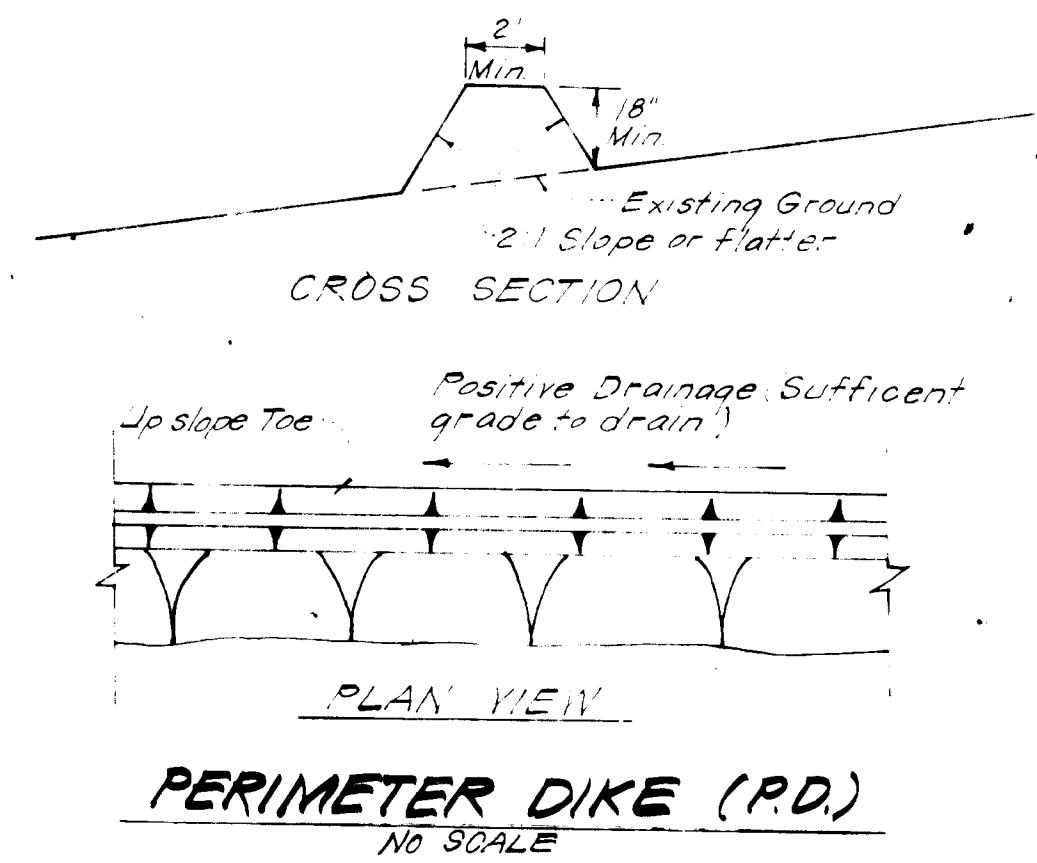 2'
Min.
18"
Min.
Existing Ground
2:1 Slope or flatter
CROSS SECTION
Positive Drainage (Sufficent
grade to drain)
Up slope Toe
PLAN VIEW
PERIMETER DIKE (P.D.)
NO SCALE